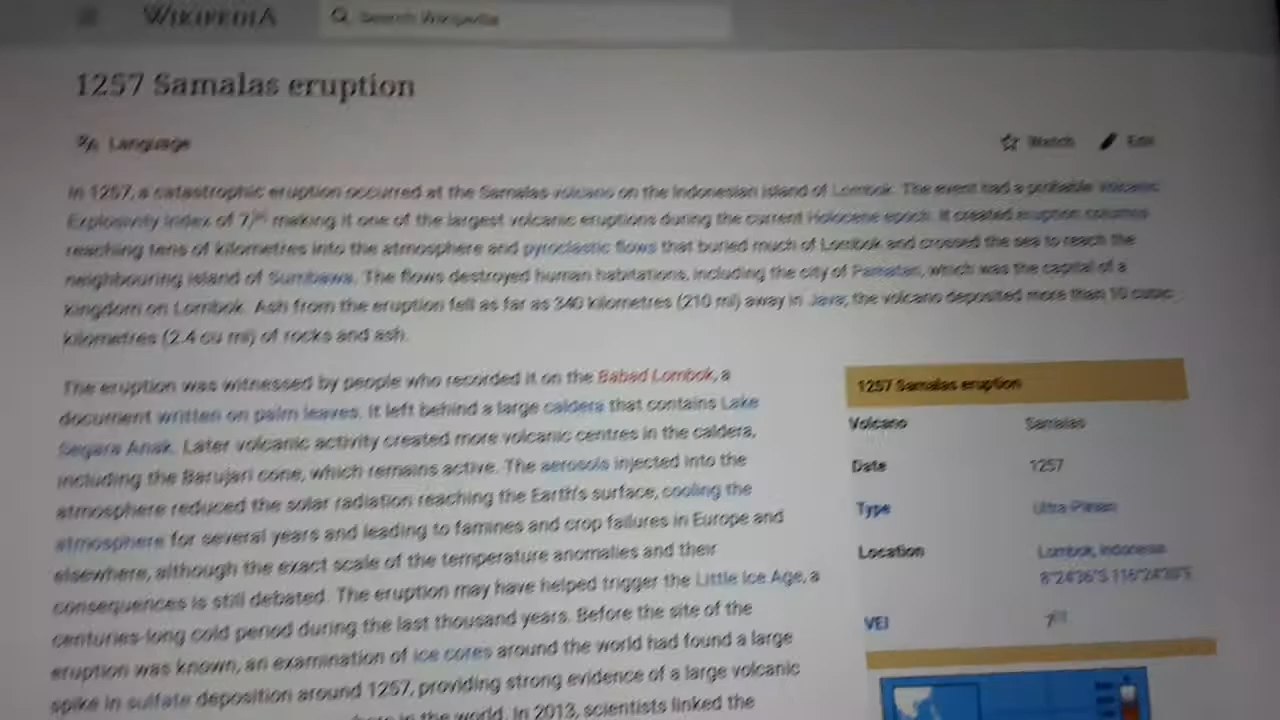 WIKIPEDIA
Search Wikipedia
1257 Samalas eruption
Language
Watch Edit
In 1257, a catastrophic eruption occurred at the Samalas volcano on the Indonesian island of Lombok. The event had a probable Volcanic
Explosivity Index of 7, making it one of the largest volcanic eruptions during the current Holocene epoch. It created eruption columns
reaching tens of kilometres into the atmosphere and pyroclastic flows that buried much of Lombok and crossed the sea to reach the
neighbouring island of Sumbawa. The flows destroyed human habitations, including the city of Pamatan, which was the capital of a
kingdom on Lombok. Ash from the eruption fell as far as 340 kilometres (210 mi) away in Java; the volcano deposited more than 10 cubic
kilometres (2.4 cu mi) of rocks and ash.
The eruption was witnessed by people who recorded it on the Babad Lombok, a
document written on palm leaves. It left behind a large caldera that contains Lake
Segara Anak. Later volcanic activity created more volcanic centres in the caldera,
including the Barujari cone, which remains active. The aerosols injected into the
atmosphere reduced the solar radiation reaching the Earth's surface, cooling the
atmosphere for several years and leading to famines and crop failures in Europe and
elsewhere, although the exact scale of the temperature anomalies and their
consequences is still debated. The eruption may have helped trigger the Little Ice Age, a
centuries-long cold period during the last thousand years. Before the site of the
eruption was known, an examination of ice cores around the world had found a large
spike in sulfate deposition around 1257, providing strong evidence of a large volcanic
in the world. In 2013, scientists linked the
1257 Samalas eruption
Volcano Samalas
Date 1257
Type Ultra-Plinian
Location Lombok, Indonesia
8°24′36″S
VEI 7